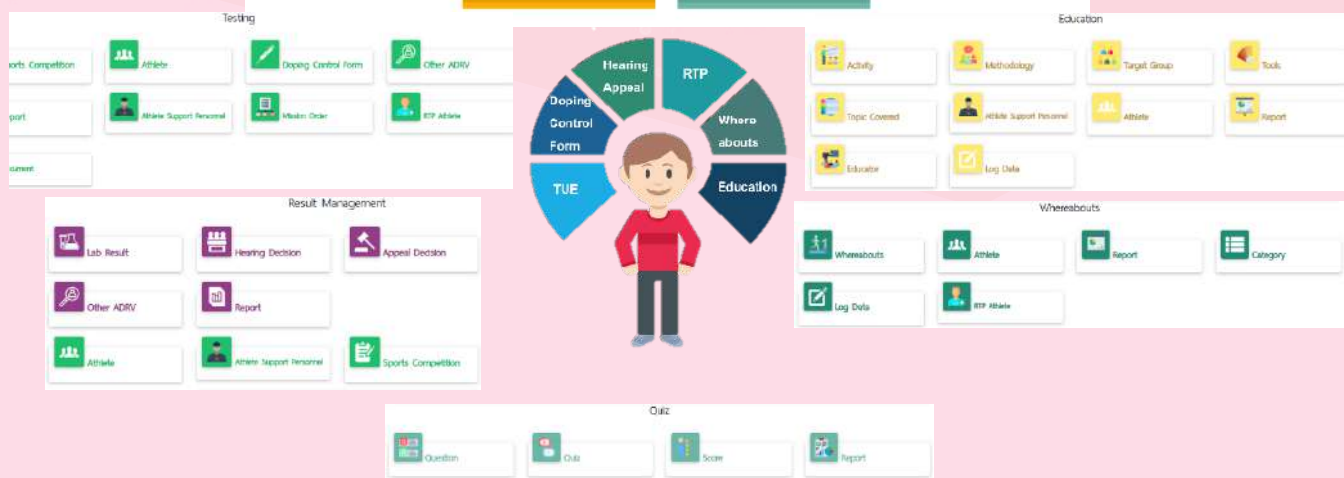 Testing
Sports Competition
Athlete
Doping Control Form
Other ADRV
Athlete Support Personnel
Mission Order
RTP Athlete
Hearing
Appeal
RTP
Doping
Control
Form
Where
abouts
TUE
Education
Education
Activity
Methodology
Target Group
Tools
Topic Covered
Athlete Support Personnel
Athlete
Report
Educator
Log Data
Result Management
Lab Result
Hearing Decision
Appeal Decision
Other ADRV
Report
Athlete
Athlete Support Personnel
Sports Competition
Whereabouts
Whereabouts
Athlete
Report
Category
Log Data
RTP Athlete
Quiz
Question
Quiz
Score
Report